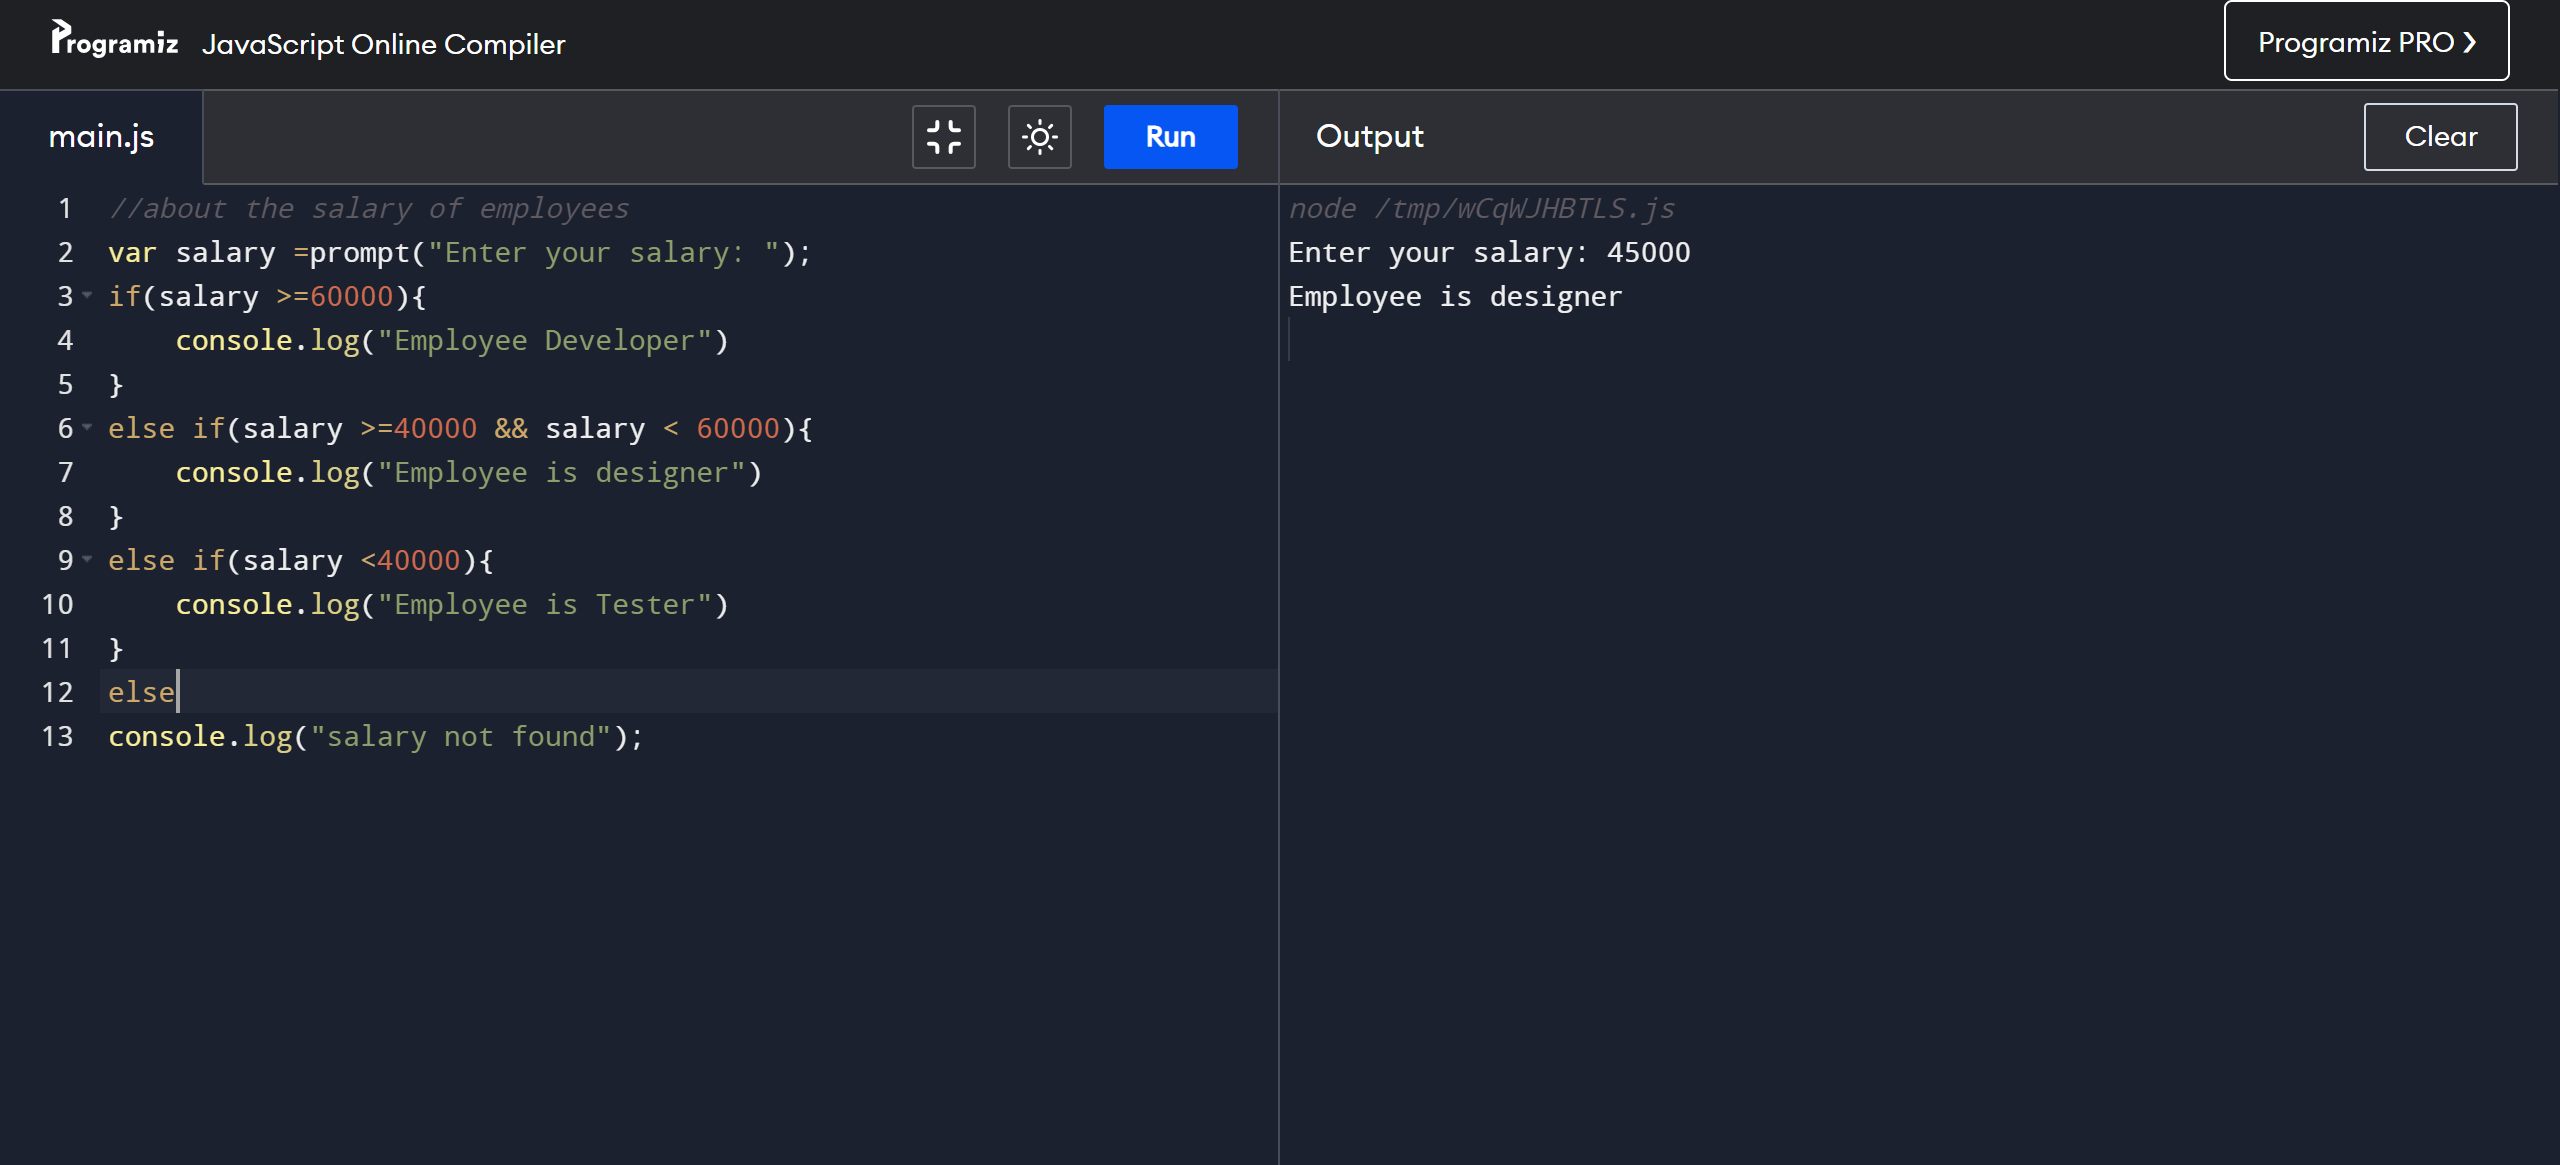 Programiz JavaScript Online Compiler
Programiz PRO ❯
main.js
Run
1 //about the salary of employees
2 var salary =prompt("Enter your salary: ");
3 if(salary >=60000){
4     console.log("Employee Developer")
5 }
6 else if(salary >=40000 && salary < 60000){
7     console.log("Employee is designer")
8 }
9 else if(salary <40000){
10     console.log("Employee is Tester")
11 }
12 else
13 console.log("salary not found");
Output
Clear
node /tmp/wCqWJHBTLS.js
Enter your salary: 45000
Employee is designer